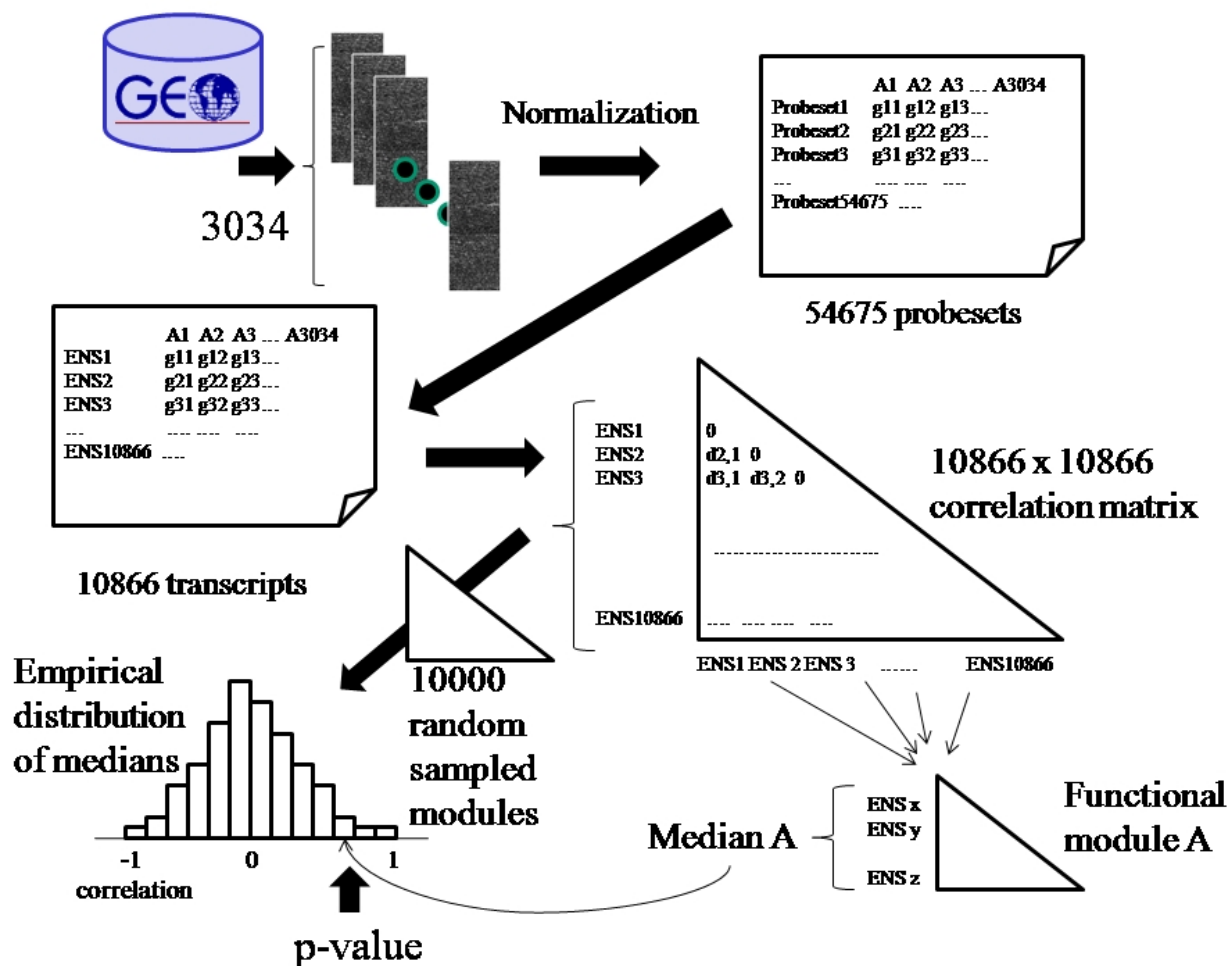 GEO
3034
Normalization
A1 A2 A3 ... A3034
Probeset1 g11 g12 g13...
Probeset2 g21 g22 g23...
Probeset3 g31 g32 g33...
... .... .... ....
Probeset54675 ....
54675 probesets
A1 A2 A3 ... A3034
ENS1 g11 g12 g13...
ENS2 g21 g22 g23...
ENS3 g31 g32 g33...
... .... .... ....
ENS10866 ....
10866 transcripts
ENS1 0
ENS2 d2,1 0
ENS3 d3,1 d3,2 0
..........................
ENS10866 .... .... .... ....
ENS1 ENS 2 ENS 3 ...... ENS10866
10866 x 10866
correlation matrix
10000
random
sampled
modules
Empirical
distribution
of medians
-1 0 1
correlation
p-value
Median A
ENS x
ENS y
ENS z
Functional
module A